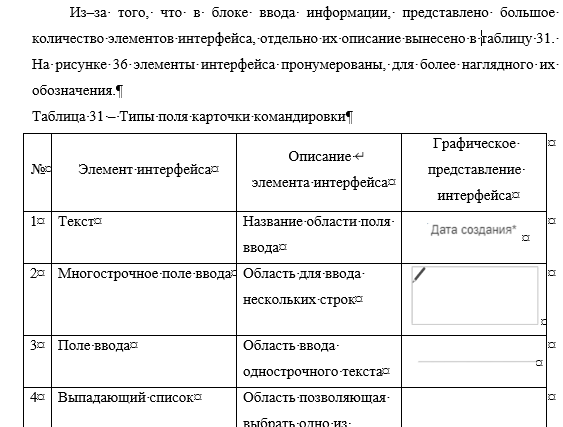 Из–за того, что в блоке ввода информации, представлено большое
количество элементов интерфейса, отдельно их описание вынесено в таблицу 31.
На рисунке 36 элементы интерфейса пронумерованы, для более наглядного их
обозначения.¶
Таблица 31 – Типы поля карточки командировки¶
№
Элемент интерфейса
Описание
элемента интерфейса
Графическое
представление
интерфейса
1
Текст
Название области поля
ввода
Дата создания*
2
Многострочное поле ввода
Область для ввода
нескольких строк
3
Поле ввода
Область ввода
однострочного текста
4
Выпадающий список
Область позволяющая
выбрать одно из